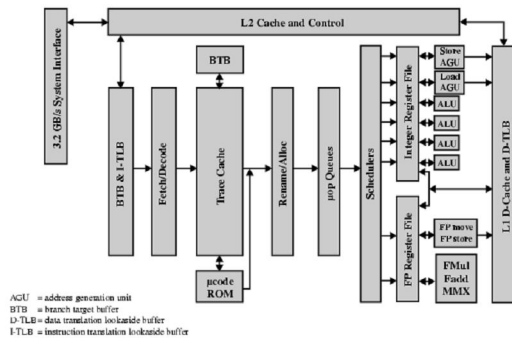 L2 Cache and Control
3.2 GB/s System Interface
BTB
BTB & I-TLB
Fetch/Decode
Trace Cache
µcode
ROM
Rename/Alloc
µop Queues
Schedulers
Integer Register File
FP Register File
Store
AGU
Load
AGU
ALU
ALU
ALU
ALU
FP move
FP store
FMul
Fadd
MMX
L1 D-Cache and D-TLB
AGU = address generation unit
BTB = branch target buffer
D-TLB = data translation lookaside buffer
I-TLB = instruction translation lookaside buffer